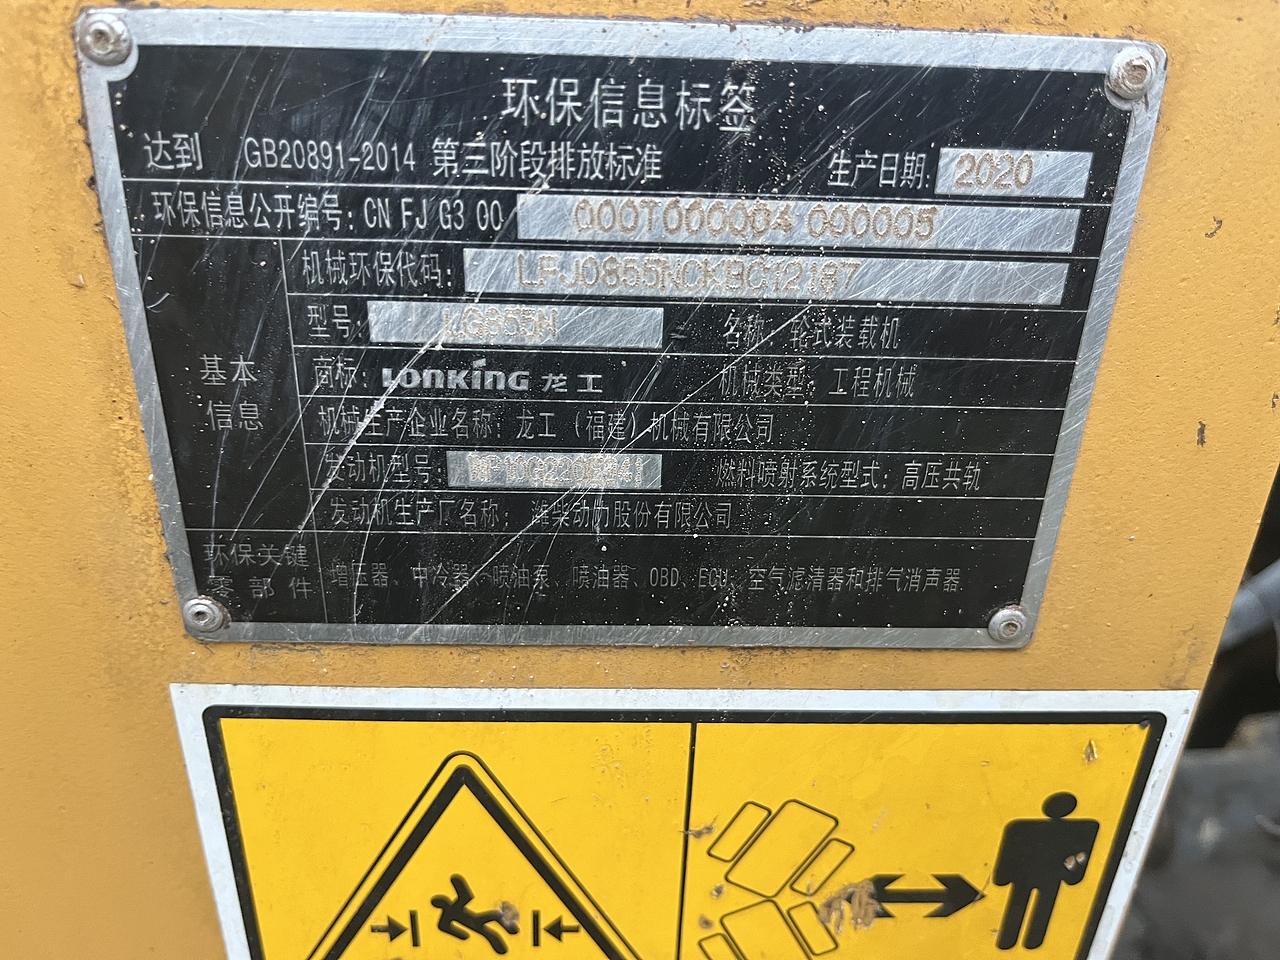 环保信息标签
达到 GB20891-2014 第三阶段排放标准 生产日期: 2020
环保信息公开编号: CN FJ G3 00 000T000004 000005
机械环保代码:
型号: LG855N 名称: 轮式装载机
基本信息
商标: LONKING 龙工 机械类型: 工程机械
机械生产企业名称: 龙工（福建）机械有限公司
发动机型号: 燃料喷射系统型式: 高压共轨
发动机生产厂名称: 潍柴动力股份有限公司
环保关键零部件
增压器、中冷器、喷油泵、喷油器、OBD、ECU、空气滤清器和排气消声器